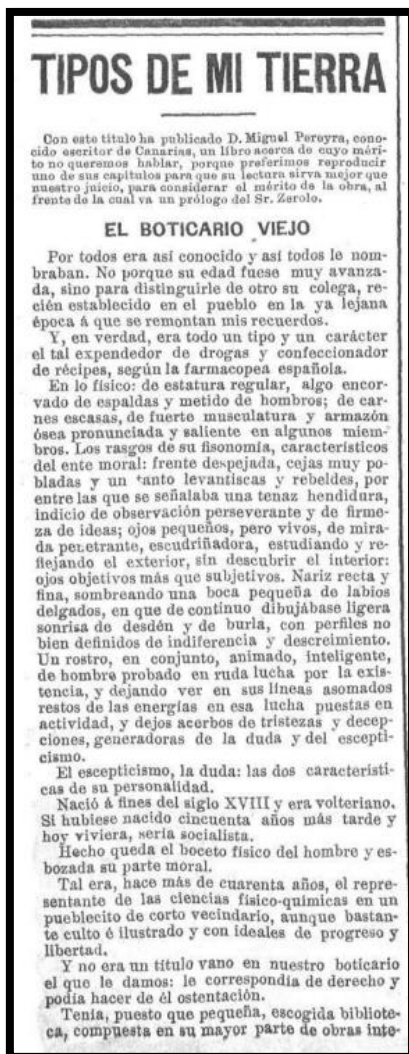 TIPOS DE MI TIERRA
Con este título ha publicado D. Miguel Pereyra, cono-
cido escritor de Canarias, un libro acerca de cuyo méri-
to no queremos hablar, porque preferimos reproducir
uno de sus capítulos para que su lectura sirva mejor que
nuestro juicio, para considerar el mérito de la obra, al
frente de la cual va un prólogo del Sr. Zerolo.
EL BOTICARIO VIEJO
Por todos era así conocido y así todos le nom-
braban. No porque su edad fuese muy avanza-
da, sino para distinguirle de otro su colega, re-
cién establecido en el pueblo en la ya lejana
época á que se remontan mis recuerdos.
Y, en verdad, era todo un tipo y un carácter
el tal expendedor de drogas y confeccionador
de récipes, según la farmacopea española.
En lo físico: de estatura regular, algo encor-
vado de espaldas y metido de hombros; de car-
nes escasas, de fuerte musculatura y armazón
ósea pronunciada y saliente en algunos miem-
bros. Los rasgos de su fisonomía, característicos
del ente moral: frente despejada, cejas muy po-
bladas y un tanto levantiscas y rebeldes, por
entre las que se señalaba una tenaz hendidura,
indicio de observación perseverante y de firme-
za de ideas; ojos pequeños, pero vivos, de mira-
da penetrante, escudriñadora, estudiando y re-
flejando el exterior, sin descubrir el interior:
ojos objetivos más que subjetivos. Nariz recta y
fina, sombreando una boca pequeña de labios
delgados, en que de continuo dibujábase ligera
sonrisa de desdén y de burla, con perfiles no
bien definidos de indiferencia y descreimiento.
Un rostro, en conjunto, animado, inteligente,
de hombre probado en ruda lucha por la exis-
tencia, y dejando ver en sus líneas asomados
restos de las energías en esa lucha puestas en
actividad, y dejos acerbos de tristezas y decep-
ciones, generadoras de la duda y del escepti-
cismo.
El escepticismo, la duda: las dos característi-
cas de su personalidad.
Nació á fines del siglo XVIII y era volteriano.
Si hubiese nacido cincuenta años más tarde y
hoy viviera, sería socialista.
Hecho queda el boceto físico del hombre y es-
bozada su parte moral.
Tal era, hace más de cuarenta años, el repre-
sentante de las ciencias físico-químicas en un
pueblecito de corto vecindario, aunque bastan-
te culto é ilustrado y con ideales de progreso y
libertad.
Y no era un título vano en nuestro boticario
el que le damos: le correspondía de derecho y
podía hacer de él ostentación.
Tenía, puesto que pequeña, escogida bibliote-
ca, compuesta en su mayor parte de obras inte-